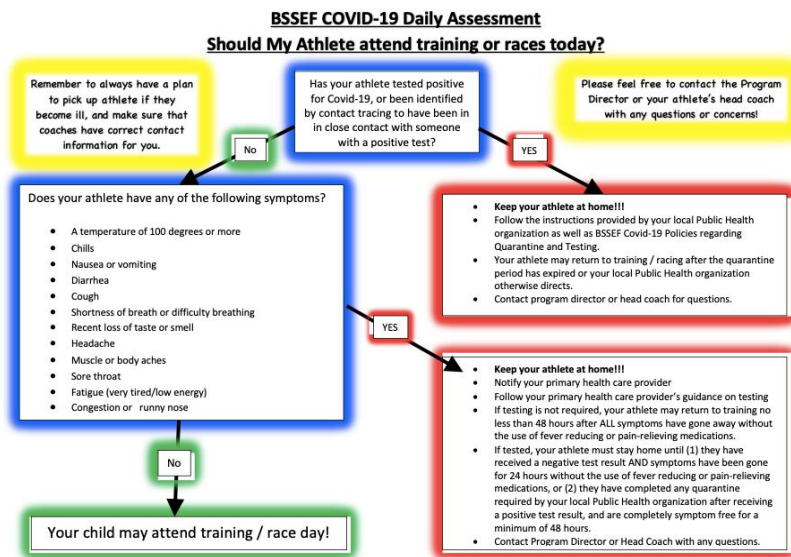 BSSEF COVID-19 Daily Assessment
Should My Athlete attend training or races today?
Remember to always have a plan
to pick up athlete if they
become ill, and make sure that
coaches have correct contact
information for you.
Has your athlete tested positive
for Covid-19, or been identified
by contact tracing to have been in
in close contact with someone
with a positive test?
Please feel free to contact the Program
Director or your athlete's head coach
with any questions or concerns!
No
YES
Does your athlete have any of the following symptoms?
• A temperature of 100 degrees or more
• Chills
• Nausea or vomiting
• Diarrhea
• Cough
• Shortness of breath or difficulty breathing
• Recent loss of taste or smell
• Headache
• Muscle or body aches
• Sore throat
• Fatigue (very tired/low energy)
• Congestion or runny nose
• Keep your athlete at home!!!
• Follow the instructions provided by your local Public Health
organization as well as BSSEF Covid-19 Policies regarding
Quarantine and Testing.
• Your athlete may return to training / racing after the quarantine
period has expired or your local Public Health organization
otherwise directs.
• Contact program director or head coach for questions.
YES
• Keep your athlete at home!!!
• Notify your primary health care provider
• Follow your primary health care provider's guidance on testing
• If testing is not required, your athlete may return to training no
less than 48 hours after ALL symptoms have gone away without
the use of fever reducing or pain-relieving medications.
• If tested, your athlete must stay home until (1) they have
received a negative test result AND symptoms have been gone
for 24 hours without the use of fever reducing or pain-relieving
medications, or (2) they have completed any quarantine
required by your local Public Health organization after receiving
a positive test result, and are completely symptom free for a
minimum of 48 hours.
• Contact Program Director or Head Coach with any questions.
No
Your child may attend training / race day!